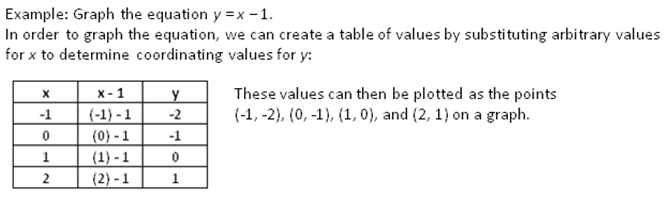 Example: Graph the equation y = x – 1.
In order to graph the equation, we can create a table of values by substituting arbitrary values
for x to determine coordinating values for y:
x x - 1 y
-1 (-1) - 1 -2
0 (0) - 1 -1
1 (1) - 1 0
2 (2) - 1 1
These values can then be plotted as the points
(-1, -2), (0, -1), (1, 0), and (2, 1) on a graph.